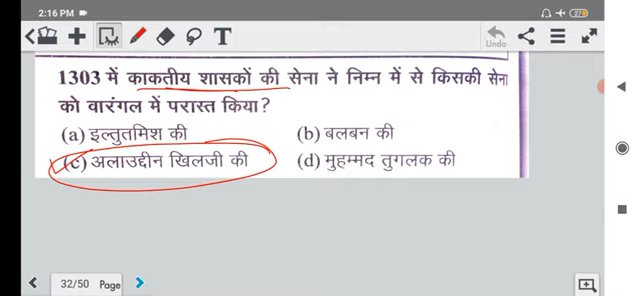 2:16 PM
27
T
Undo
1303 में काकतीय शासकों की सेना ने निम्न में से किसकी सेना
को वारंगल में परास्त किया?
(a) इल्तुतमिश की (b) बलबन की
(c) अलाउद्दीन खिलजी की (d) मुहम्मद तुगलक की
32/50 Page